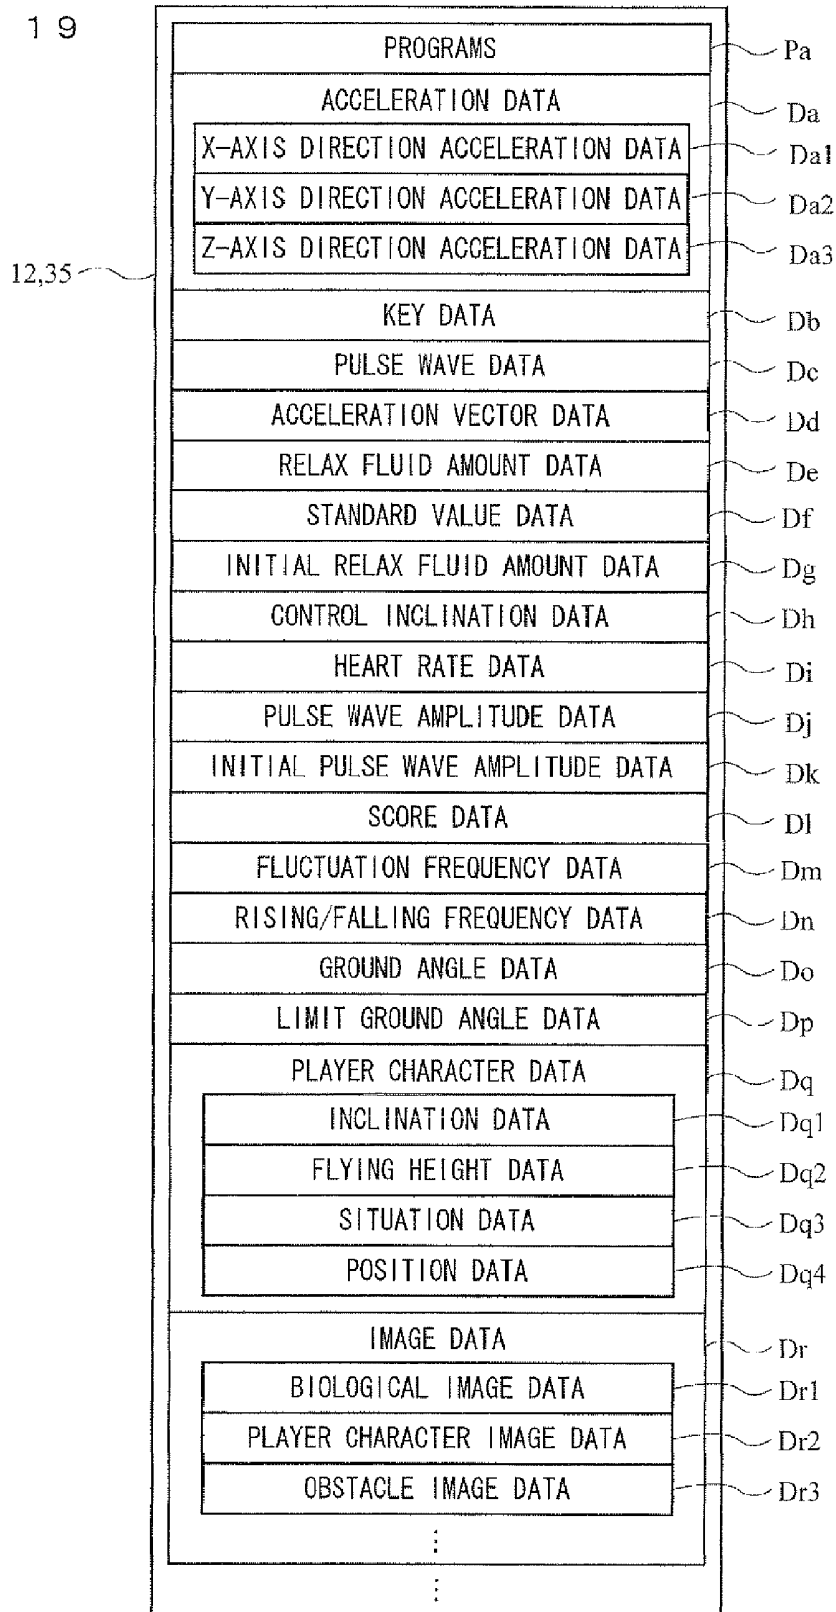 19
PROGRAMS Pa
ACCELERATION DATA Da
X-AXIS DIRECTION ACCELERATION DATA Da1
Y-AXIS DIRECTION ACCELERATION DATA Da2
Z-AXIS DIRECTION ACCELERATION DATA Da3
12,35
KEY DATA Db
PULSE WAVE DATA Dc
ACCELERATION VECTOR DATA Dd
RELAX FLUID AMOUNT DATA De
STANDARD VALUE DATA Df
INITIAL RELAX FLUID AMOUNT DATA Dg
CONTROL INCLINATION DATA Dh
HEART RATE DATA Di
PULSE WAVE AMPLITUDE DATA Dj
INITIAL PULSE WAVE AMPLITUDE DATA Dk
SCORE DATA Dl
FLUCTUATION FREQUENCY DATA Dm
RISING/FALLING FREQUENCY DATA Dn
GROUND ANGLE DATA Do
LIMIT GROUND ANGLE DATA Dp
PLAYER CHARACTER DATA Dq
INCLINATION DATA Dq1
FLYING HEIGHT DATA Dq2
SITUATION DATA Dq3
POSITION DATA Dq4
IMAGE DATA Dr
BIOLOGICAL IMAGE DATA Dr1
PLAYER CHARACTER IMAGE DATA Dr2
OBSTACLE IMAGE DATA Dr3